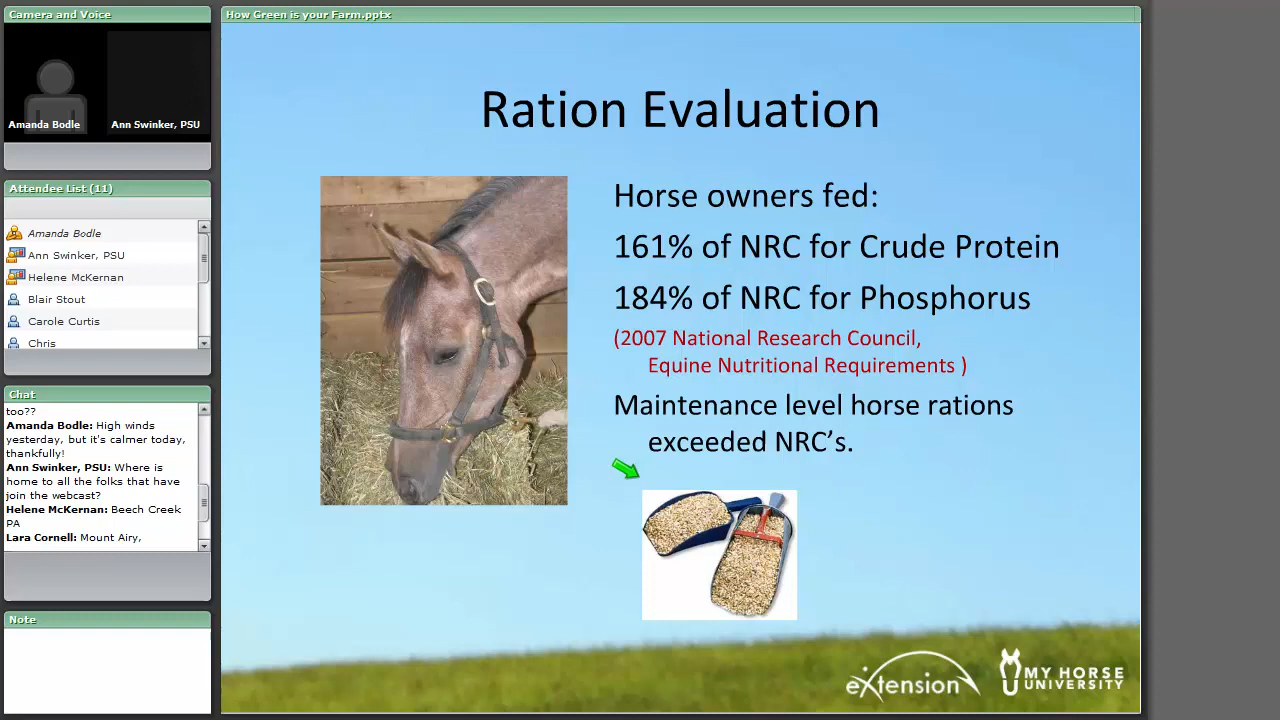 Camera and Voice
Amanda Bodle
Ann Swinker, PSU
Attendee List (11)
Amanda Bodle
Ann Swinker, PSU
Helene McKernan
Blair Stout
Carole Curtis
Chris
Chat
too??
Amanda Bodle: High winds
yesterday, but it's calmer today,
thankfully!
Ann Swinker, PSU: Where is
home to all the folks that have
join the webcast?
Helene McKernan: Beech Creek
PA
Lara Cornell: Mount Airy,
Note
How Green is your Farm.pptx
Ration Evaluation
Horse owners fed:
161% of NRC for Crude Protein
184% of NRC for Phosphorus
(2007 National Research Council,
Equine Nutritional Requirements )
Maintenance level horse rations
exceeded NRC’s.
eXtension
MY HORSE
UNIVERSITY